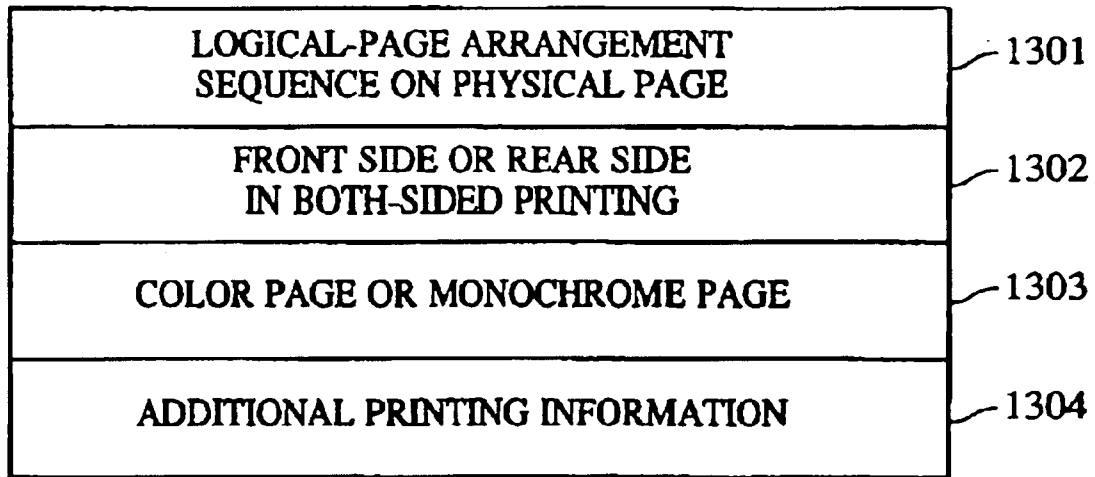 LOGICAL-PAGE ARRANGEMENT
SEQUENCE ON PHYSICAL PAGE
1301
FRONT SIDE OR REAR SIDE
IN BOTH-SIDED PRINTING
1302
COLOR PAGE OR MONOCHROME PAGE
1303
ADDITIONAL PRINTING INFORMATION
1304